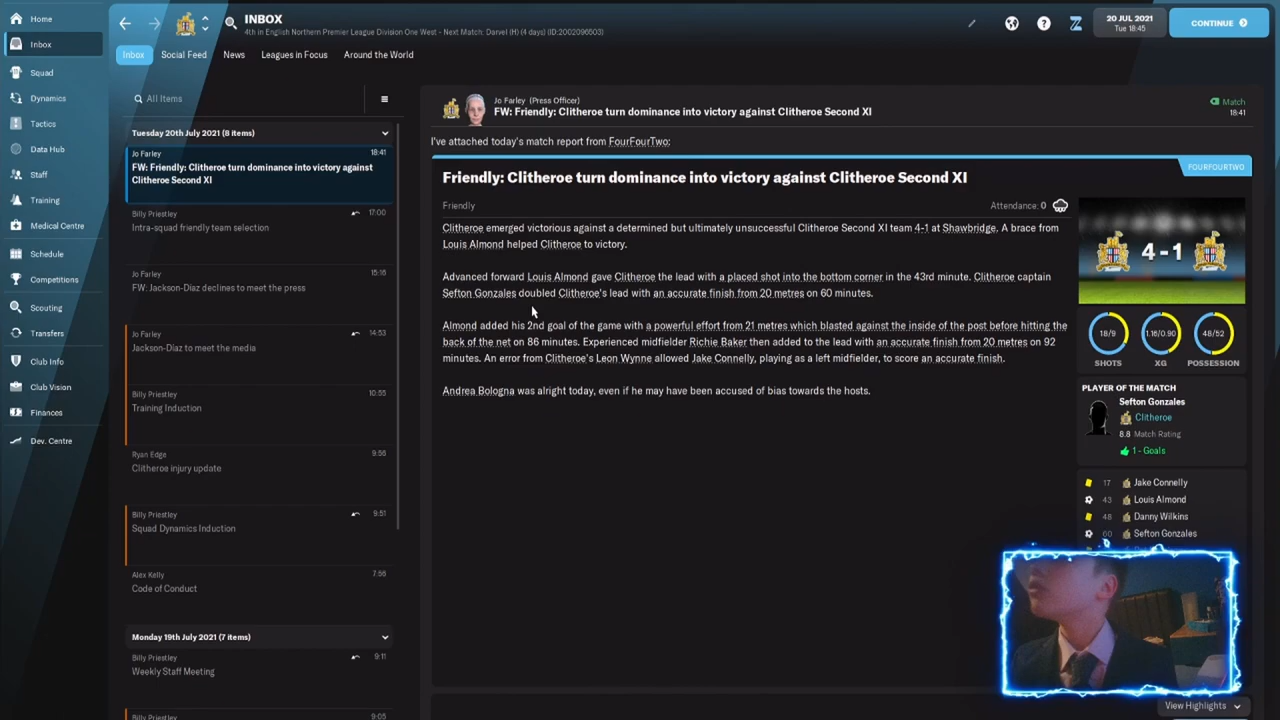 Home
Inbox
Squad
Dynamics
Tactics
Data Hub
Staff
Training
Medical Centre
Schedule
Competitions
Scouting
Transfers
Club Info
Club Vision
Finances
Dev. Centre
INBOX
4th in English Northern Premier League Division One West - Next Match: Darvel (H) (4 days) (ID:2002096503)
20 JUL 2021
Tue 18:45
CONTINUE
Inbox
Social Feed
News
Leagues in Focus
Around the World
All Items
Tuesday 20th July 2021 (8 items)
Jo Farley 18:41
FW: Friendly: Clitheroe turn dominance into victory against
Clitheroe Second XI
Billy Priestley 17:00
Intra-squad friendly team selection
Jo Farley 15:16
FW: Jackson-Diaz declines to meet the press
Jo Farley 14:53
Jackson-Diaz to meet the media
Billy Priestley 10:55
Training Induction
Ryan Edge 9:56
Clitheroe injury update
Billy Priestley 9:51
Squad Dynamics Induction
Alex Kelly 7:56
Code of Conduct
Monday 19th July 2021 (7 items)
Billy Priestley 9:11
Weekly Staff Meeting
Billy Priestley 9:05
Jo Farley (Press Officer)
FW: Friendly: Clitheroe turn dominance into victory against Clitheroe Second XI
Match
18:41
I've attached today's match report from FourFourTwo:
FOURFOURTWO
Friendly: Clitheroe turn dominance into victory against Clitheroe Second XI
Friendly
Attendance: 0
Clitheroe emerged victorious against a determined but ultimately unsuccessful Clitheroe Second XI team 4-1 at Shawbridge. A brace from
Louis Almond helped Clitheroe to victory.
Advanced forward Louis Almond gave Clitheroe the lead with a placed shot into the bottom corner in the 43rd minute. Clitheroe captain
Sefton Gonzales doubled Clitheroe's lead with an accurate finish from 20 metres on 60 minutes.
Almond added his 2nd goal of the game with a powerful effort from 21 metres which blasted against the inside of the post before hitting the
back of the net on 86 minutes. Experienced midfielder Richie Baker then added to the lead with an accurate finish from 20 metres on 92
minutes. An error from Clitheroe's Leon Wynne allowed Jake Connelly, playing as a left midfielder, to score an accurate finish.
Andrea Bologna was alright today, even if he may have been accused of bias towards the hosts.
4 - 1
18/9
1.16/0.90
48/52
SHOTS
XG
POSSESSION
PLAYER OF THE MATCH
Sefton Gonzales
Clitheroe
8.8 Match Rating
1 - Goals
17 Jake Connelly
43 Louis Almond
48 Danny Wilkins
60 Sefton Gonzales
View Highlights